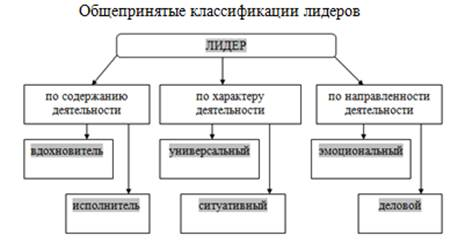 Общепринятые классификации лидеров
ЛИДЕР
по содержанию
деятельности
по характеру
деятельности
по направленности
деятельности
вдохновитель
универсальный
эмоциональный
исполнитель
ситуативный
деловой